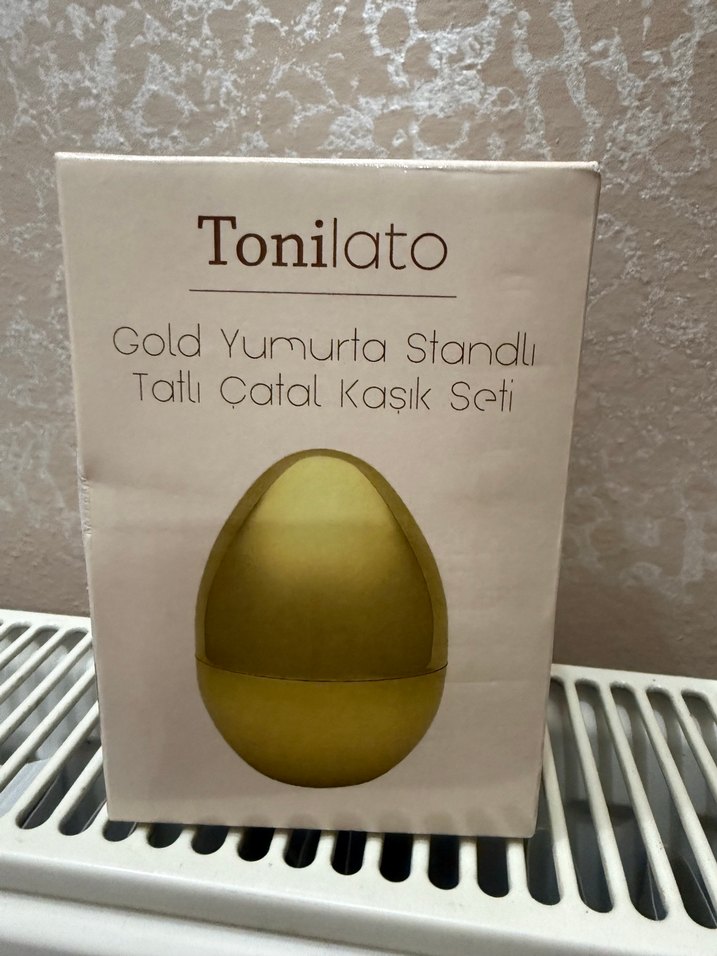 Tonilato
Gold Yumurta Standlı
Tatlı Çatal Kaşık Seti